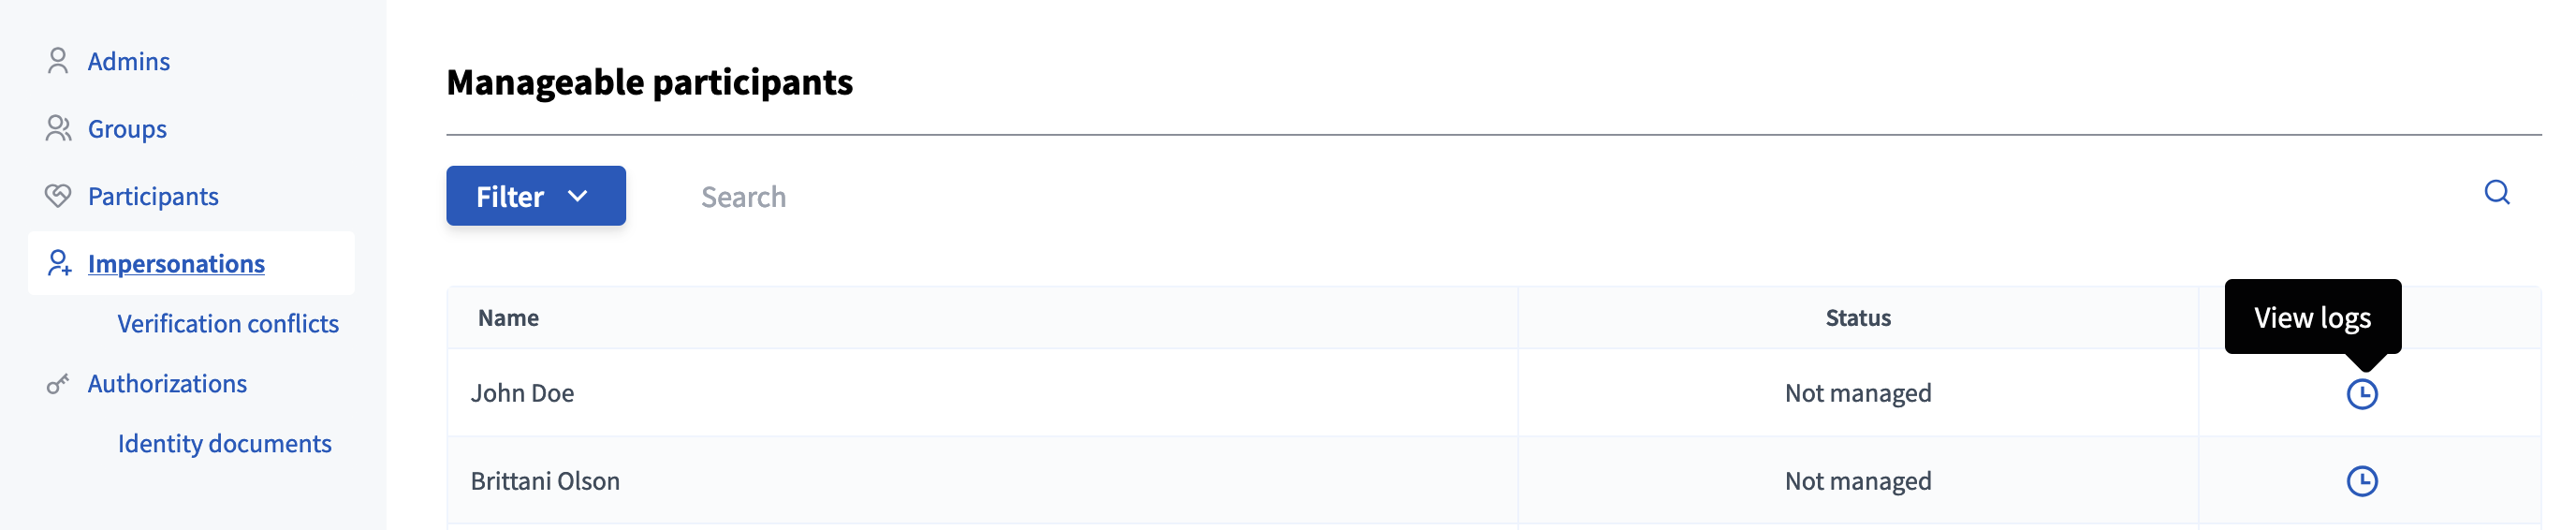 Admins
Groups
Participants
Impersonations
Verification conflicts
Authorizations
Identity documents
Manageable participants
Filter
Search
Name
Status
View logs
John Doe
Not managed
Brittani Olson
Not managed